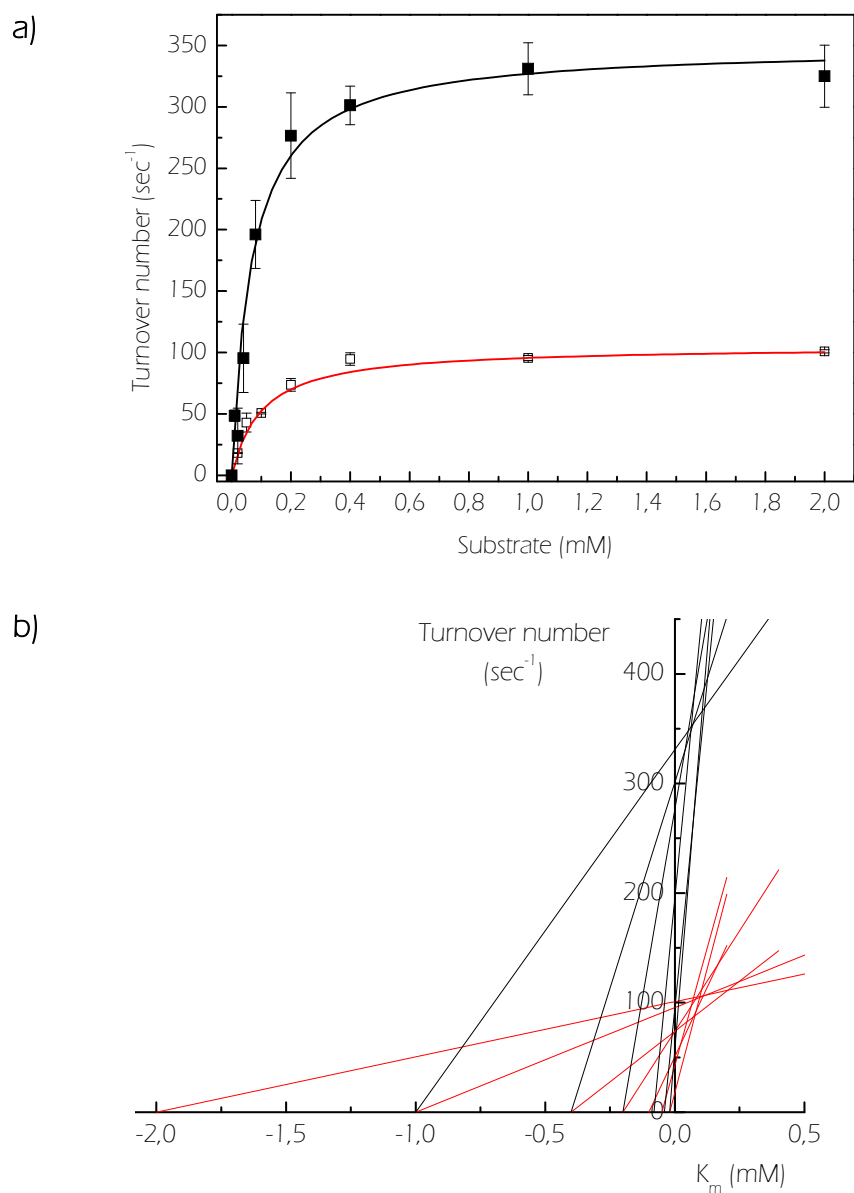 a)
Turnover number (sec⁻¹)
350
300
250
200
150
100
50
0
0,0 0,2 0,4 0,6 0,8 1,0 1,2 1,4 1,6 1,8 2,0
Substrate (mM)
b)
Turnover number
(sec⁻¹)
400
300
200
100
0
-2,0 -1,5 -1,0 -0,5 0,0 0,5
Kₘ (mM)